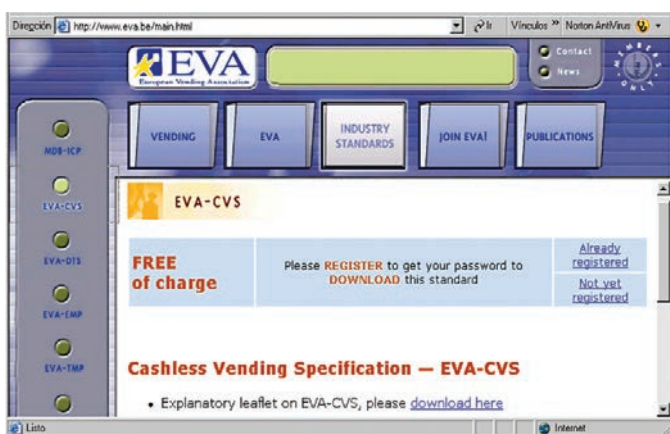 Dirección http://www.eva.be/main.html Ir Vínculos » Norton AntiVirus
EVA
European Vending Association
Contact
News
MEMBERS ONLY
VENDING
EVA
INDUSTRY
STANDARDS
JOIN EVA!
PUBLICATIONS
MDB-ICP
EVA-CVS
EVA-DTS
EVA-EMP
EVA-TMP
EVA-CVS
FREE
of charge
Please REGISTER to get your password to
DOWNLOAD this standard
Already
registered
Not yet
registered
Cashless Vending Specification — EVA-CVS
• Explanatory leaflet on EVA-CVS, please download here
Listo Internet